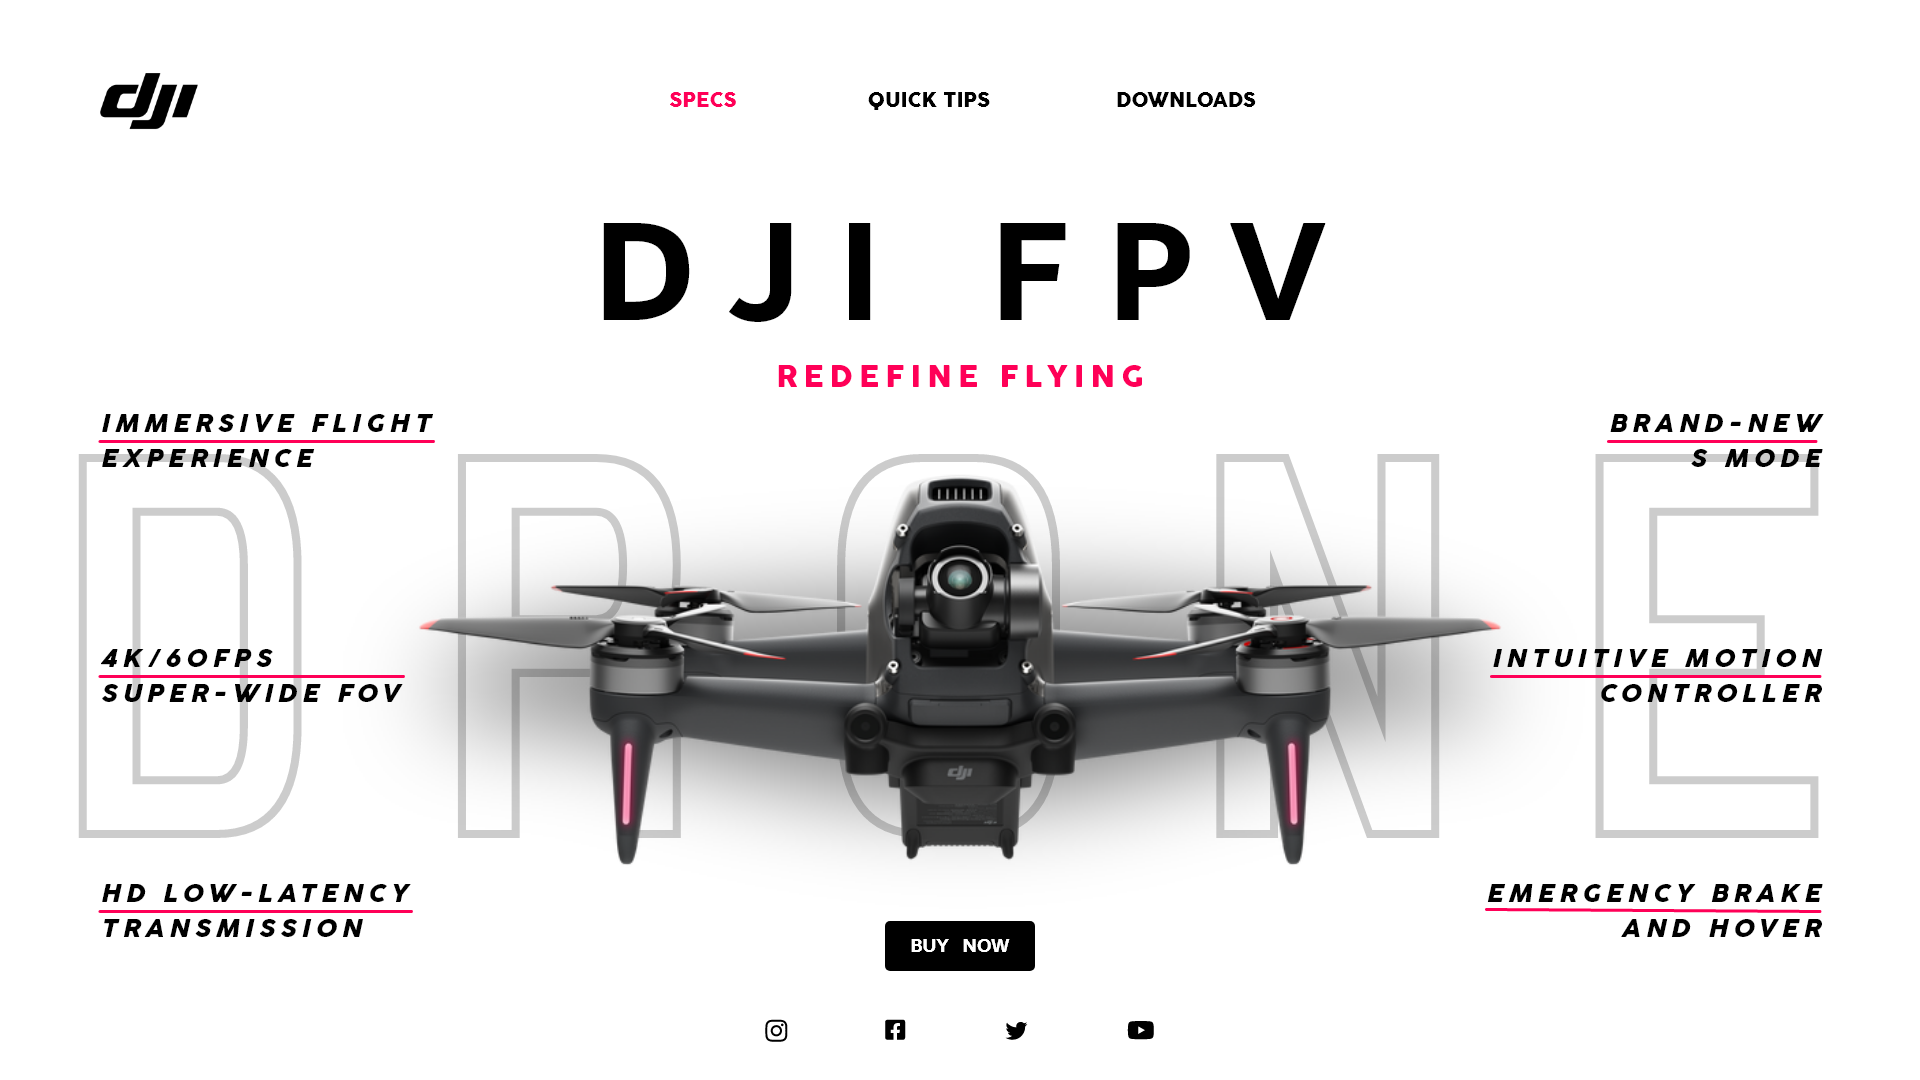 dji
SPECS
QUICK TIPS
DOWNLOADS
DJI FPV
REDEFINE FLYING
IMMERSIVE FLIGHT
EXPERIENCE
4K/60FPS
SUPER-WIDE FOV
HD LOW-LATENCY
TRANSMISSION
DRONE
dji
BRAND-NEW
S MODE
INTUITIVE MOTION
CONTROLLER
EMERGENCY BRAKE
AND HOVER
BUY NOW